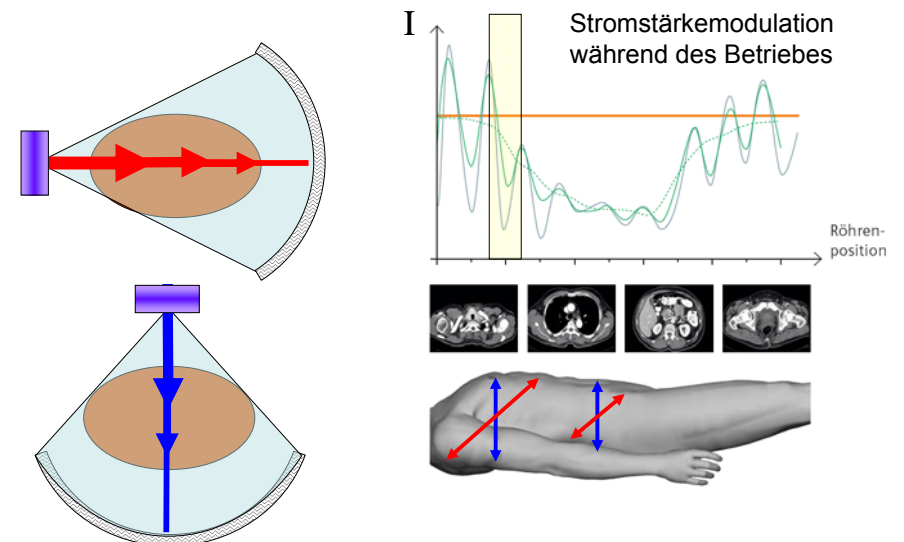 I
Stromstärkemodulation
während des Betriebes
Röhren-
position